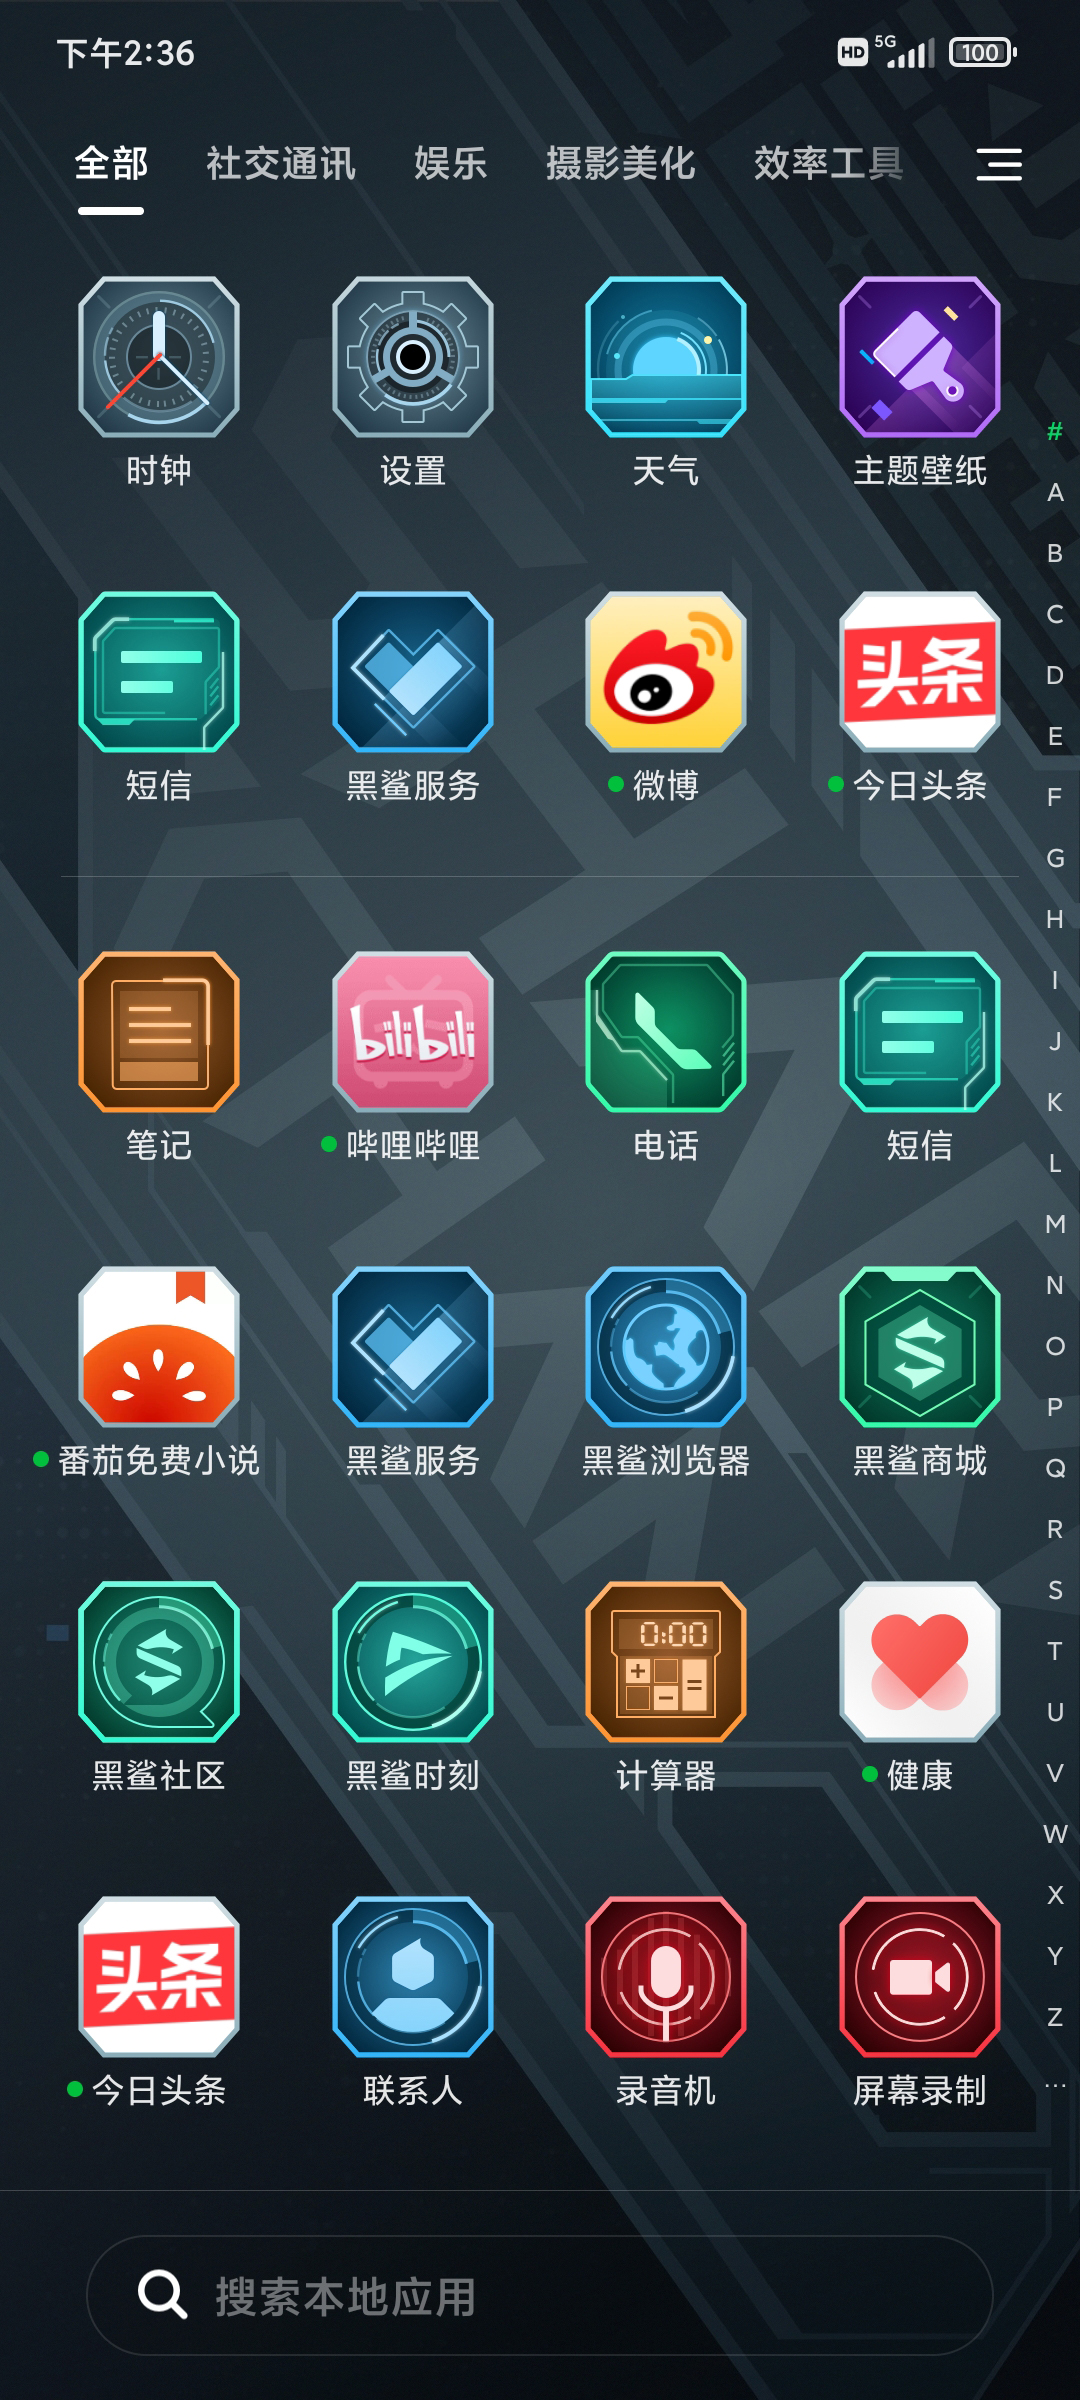 下午2:36
HD 5G 100
全部 社交通讯 娱乐 摄影美化 效率工具
时钟 设置 天气 主题壁纸
#
A
B
头条
C
D
E
短信 黑鲨服务 微博 今日头条
F
G
H
I
bilibili
J
K
笔记 哔哩哔哩 电话 短信
L
M
N
O
P
番茄免费小说 黑鲨服务 黑鲨浏览器 黑鲨商城
Q
R
S
0:00
T
+ =
−
U
黑鲨社区 黑鲨时刻 计算器 健康
V
W
X
Y
头条
Z
今日头条 联系人 录音机 屏幕录制
...
搜索本地应用